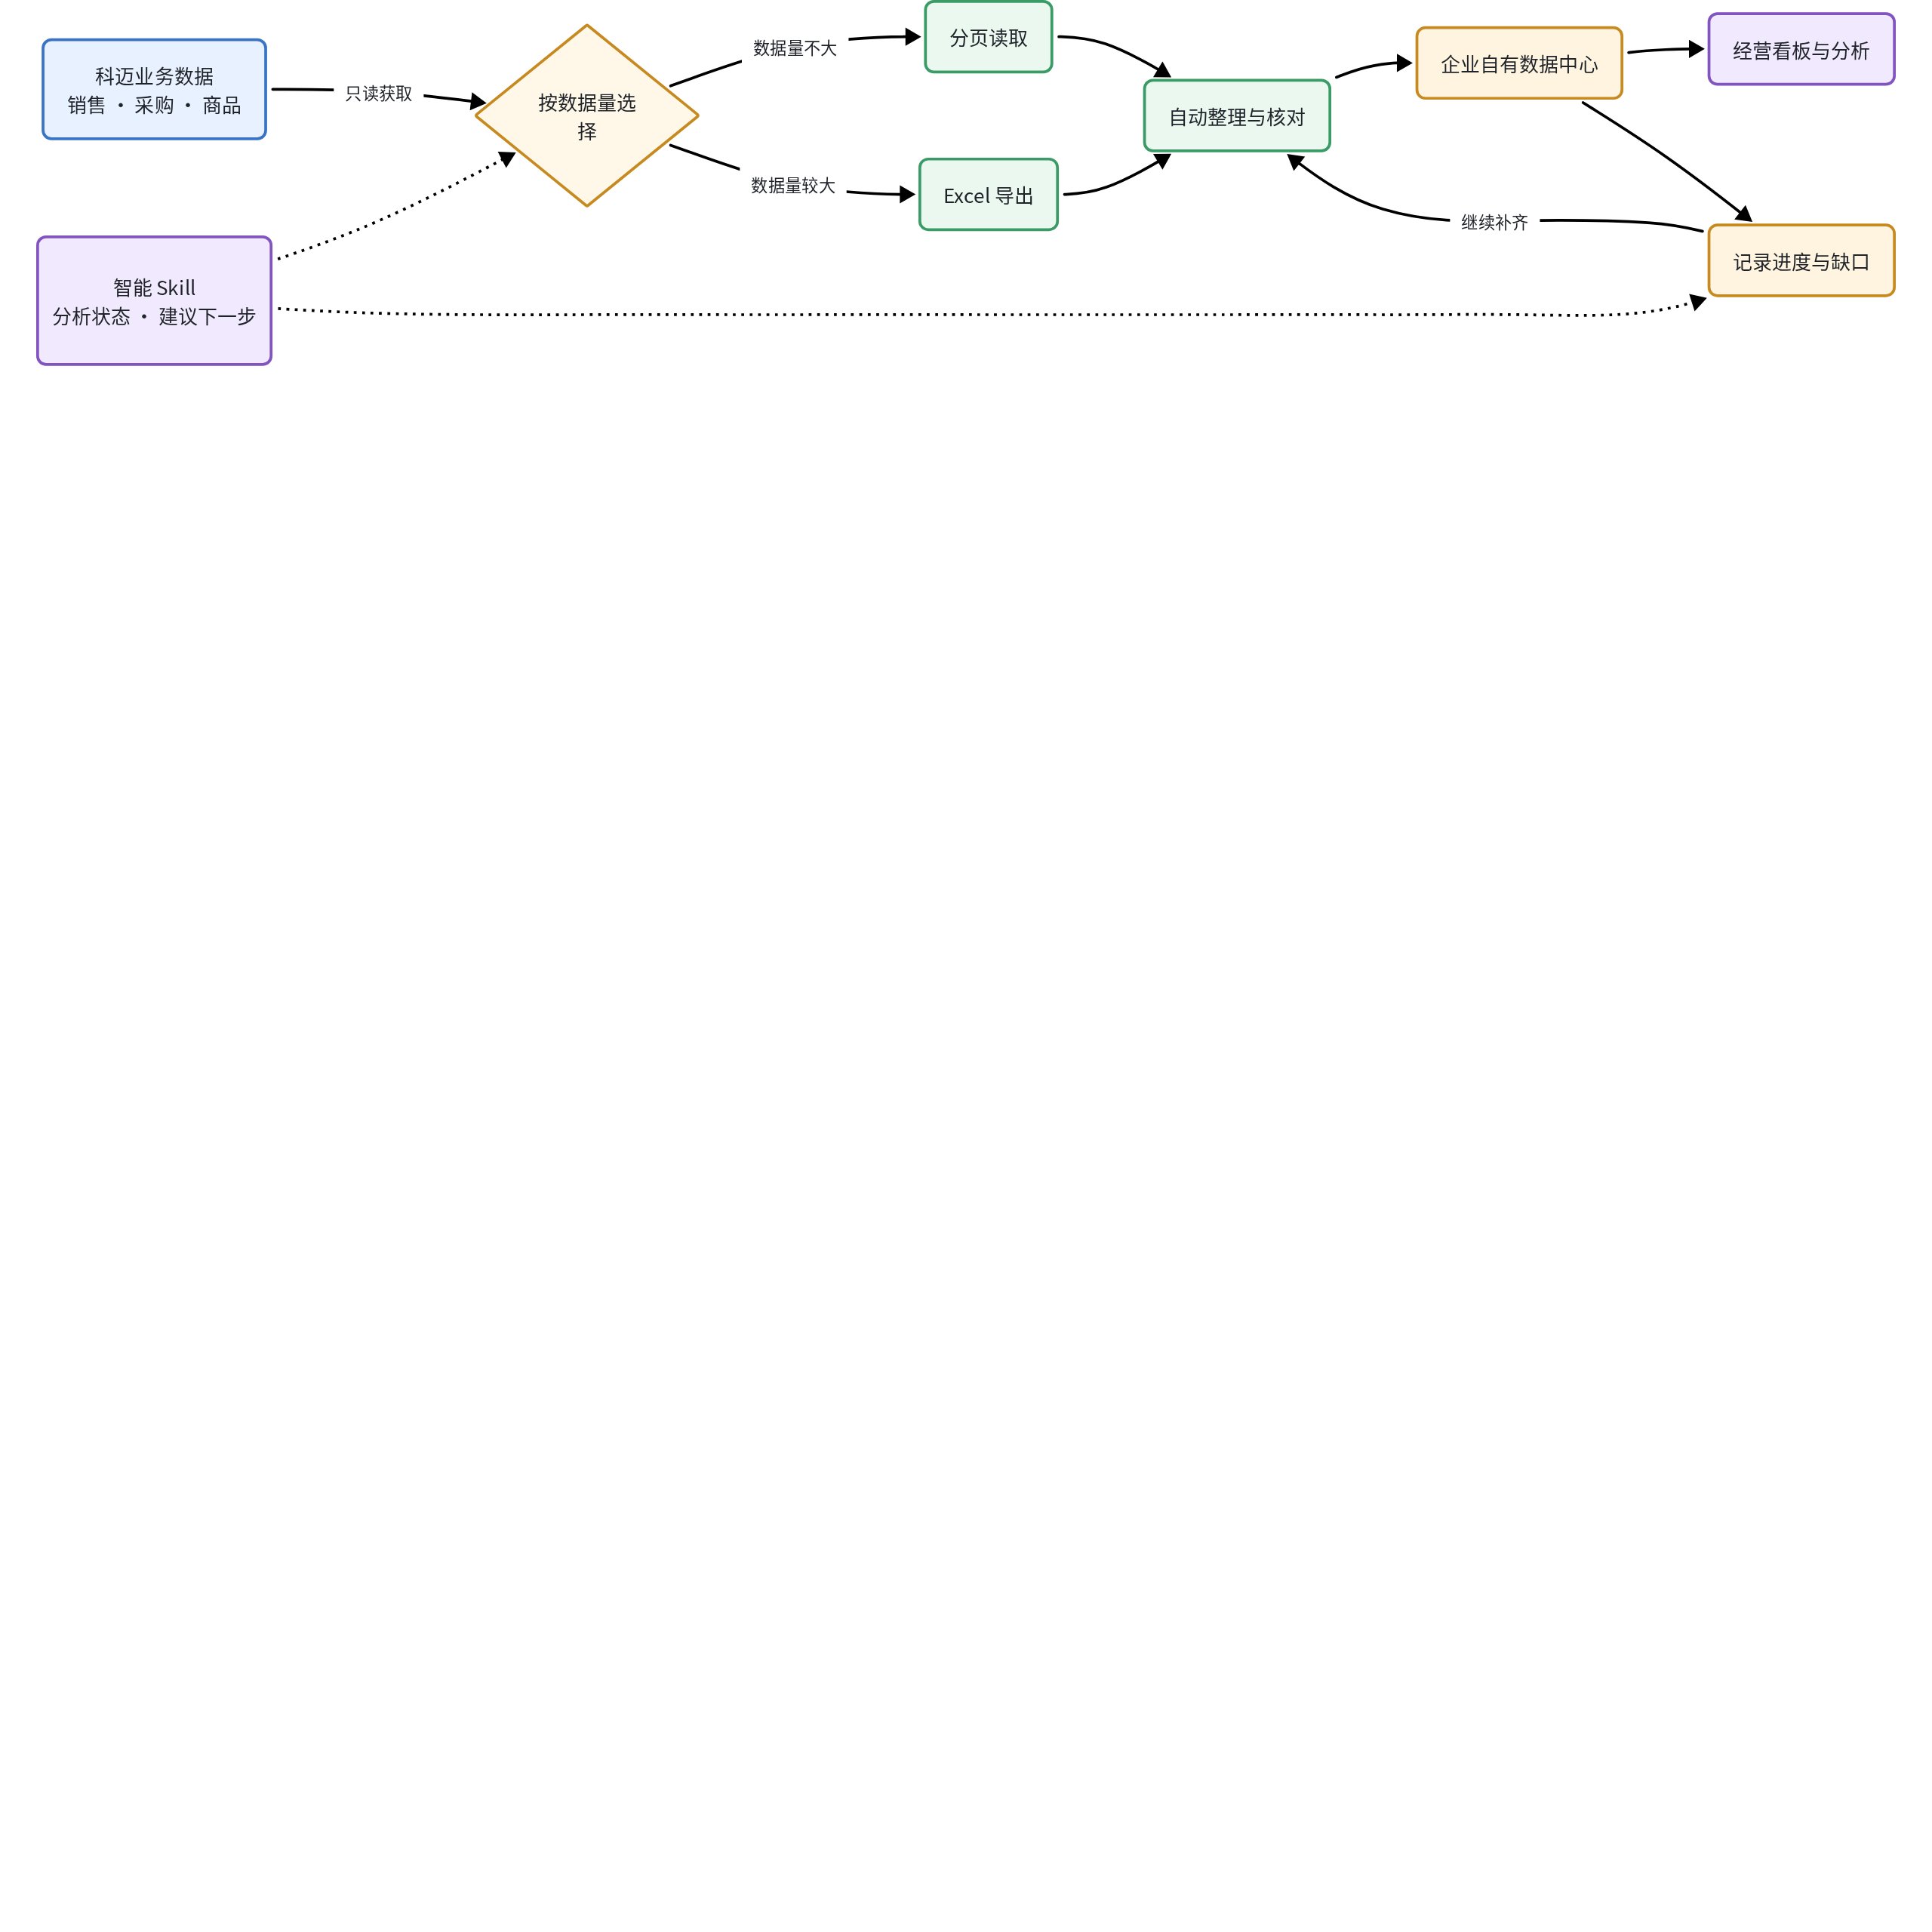 科迈业务数据
销售 · 采购 · 商品
只读获取
按数据量选
择
数据量不大
数据量较大
分页读取
Excel 导出
自动整理与核对
企业自有数据中心
经营看板与分析
继续补齐
记录进度与缺口
智能 Skill
分析状态 · 建议下一步